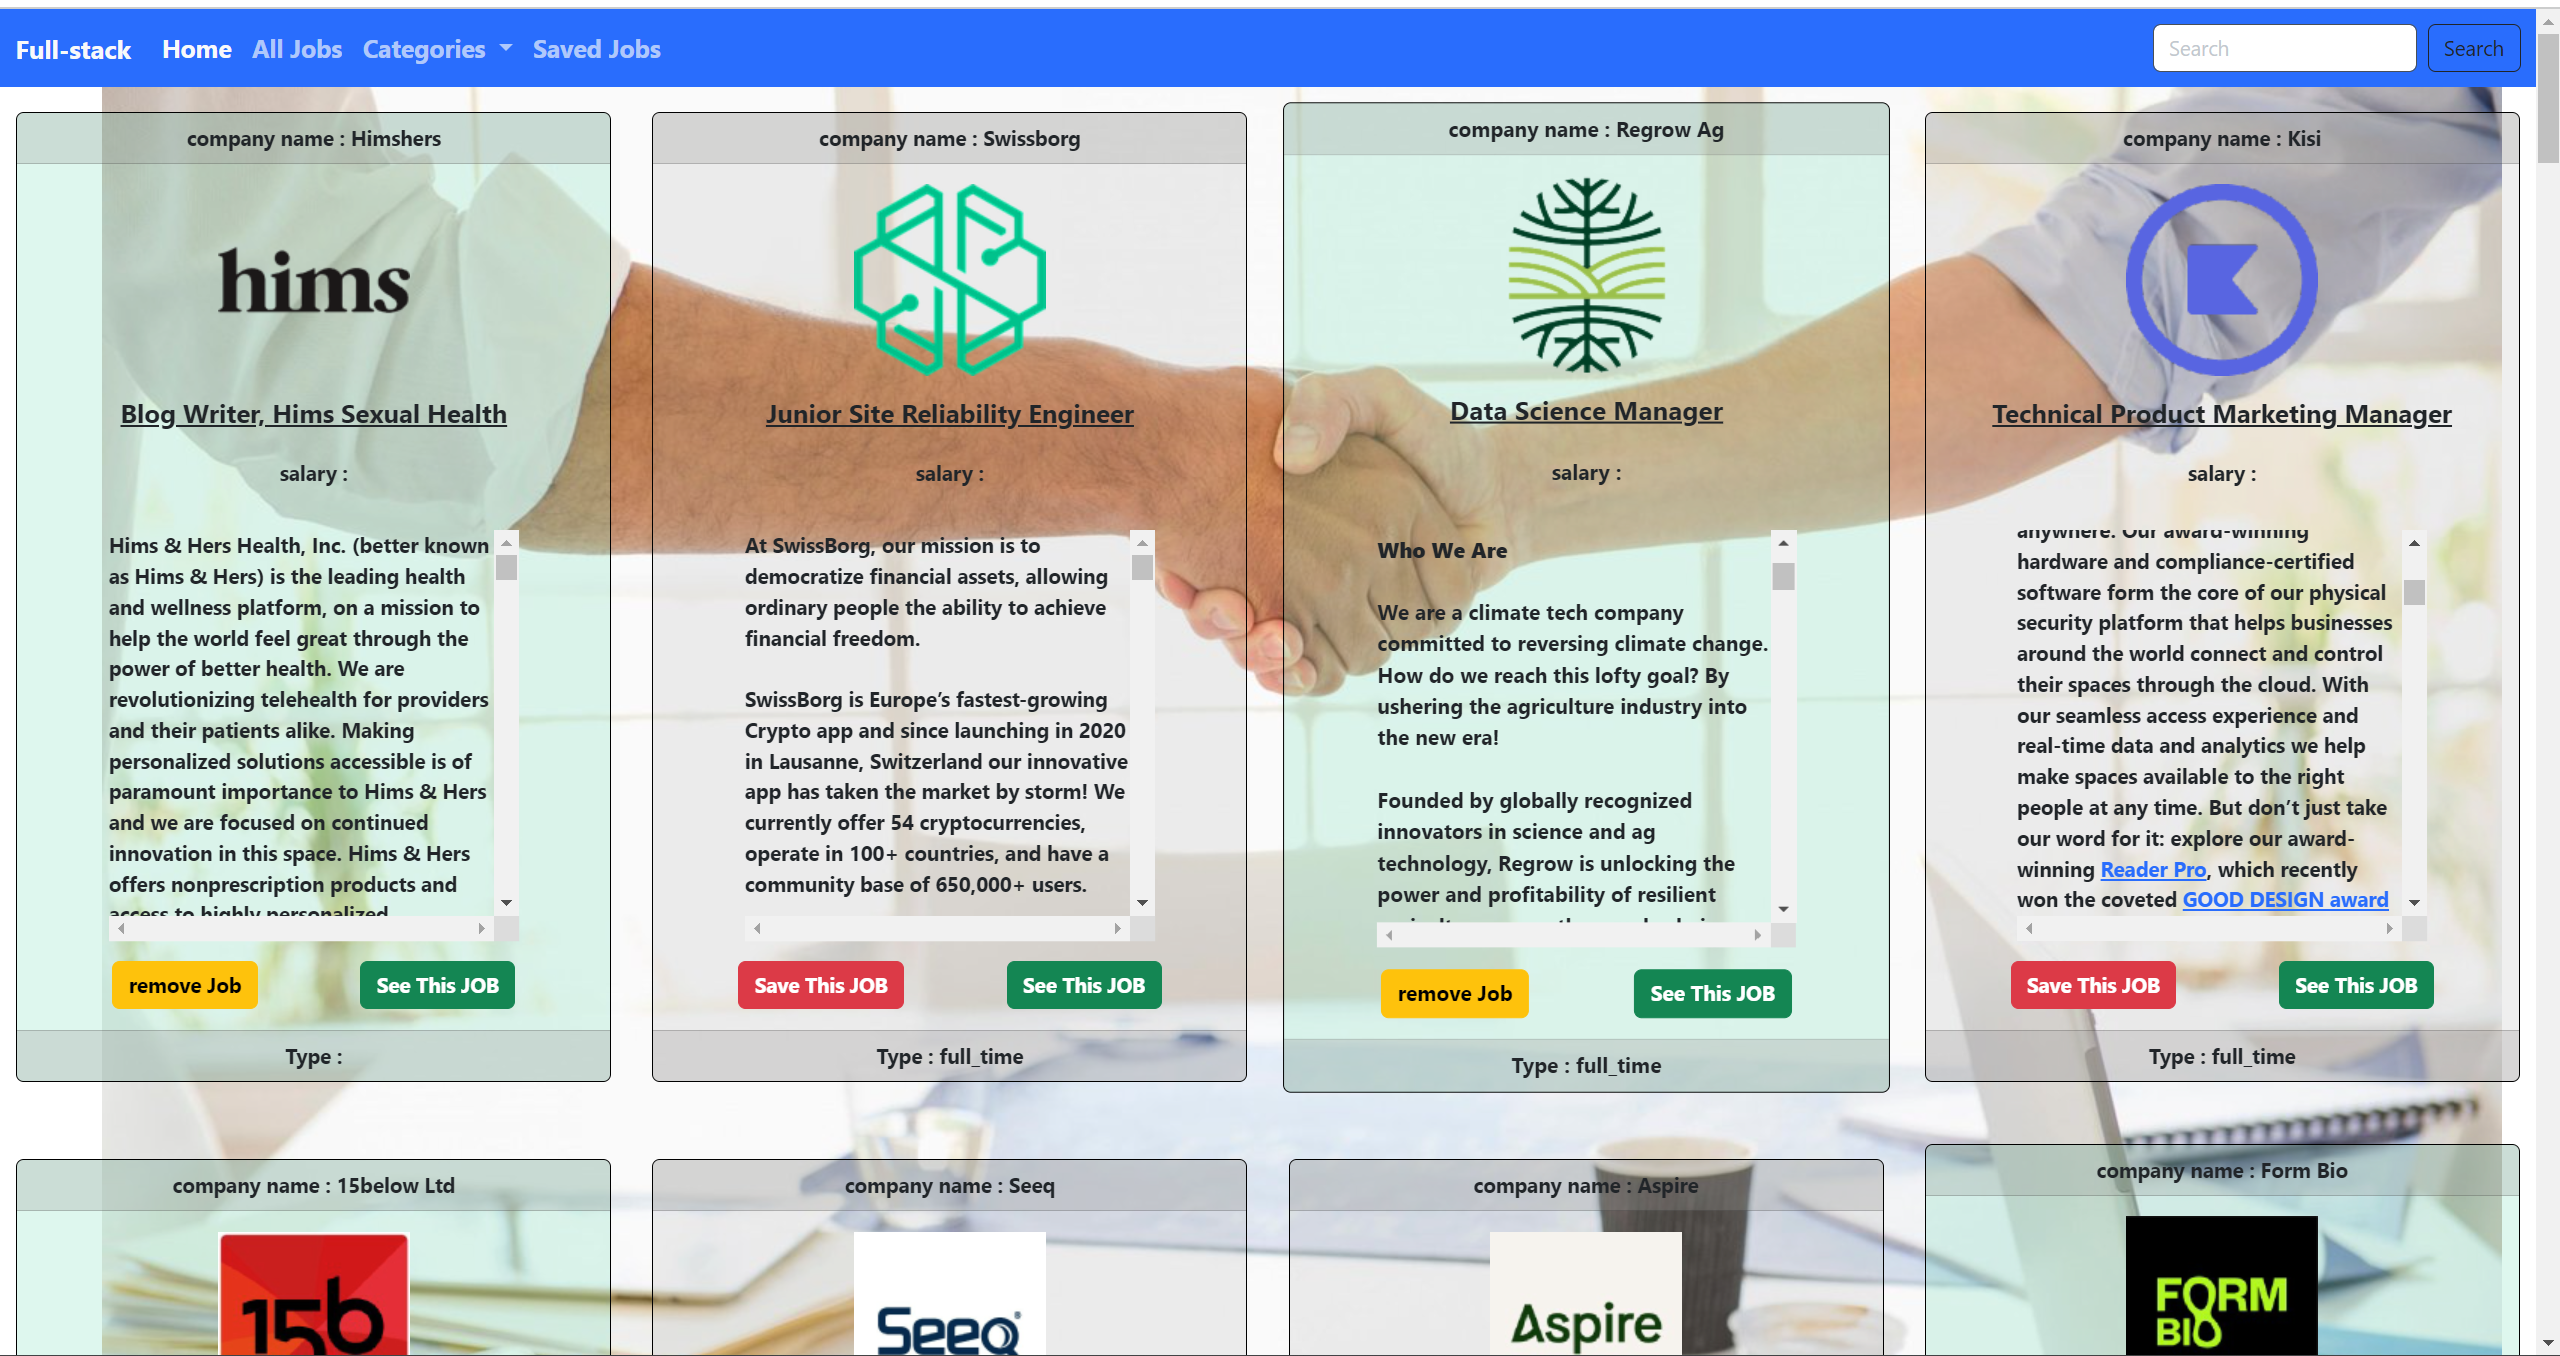 Full-stack Home All Jobs Categories Saved Jobs Search Search
company name : Himshers
hims
Blog Writer, Hims Sexual Health
salary :
Hims & Hers Health, Inc. (better known
as Hims & Hers) is the leading health
and wellness platform, on a mission to
help the world feel great through the
power of better health. We are
revolutionizing telehealth for providers
and their patients alike. Making
personalized solutions accessible is of
paramount importance to Hims & Hers
and we are focused on continued
innovation in this space. Hims & Hers
offers nonprescription products and
access to highly personalized
remove Job See This JOB
Type :
company name : Swissborg
Junior Site Reliability Engineer
salary :
At SwissBorg, our mission is to
democratize financial assets, allowing
ordinary people the ability to achieve
financial freedom.
SwissBorg is Europe’s fastest-growing
Crypto app and since launching in 2020
in Lausanne, Switzerland our innovative
app has taken the market by storm! We
currently offer 54 cryptocurrencies,
operate in 100+ countries, and have a
community base of 650,000+ users.
Save This JOB See This JOB
Type : full_time
company name : Regrow Ag
Data Science Manager
salary :
Who We Are
We are a climate tech company
committed to reversing climate change.
How do we reach this lofty goal? By
ushering the agriculture industry into
the new era!
Founded by globally recognized
innovators in science and ag
technology, Regrow is unlocking the
power and profitability of resilient
remove Job See This JOB
Type : full_time
company name : Kisi
Technical Product Marketing Manager
salary :
anywhere. Our award-winning
hardware and compliance-certified
software form the core of our physical
security platform that helps businesses
around the world connect and control
their spaces through the cloud. With
our seamless access experience and
real-time data and analytics we help
make spaces available to the right
people at any time. But don’t just take
our word for it: explore our award-
winning Reader Pro, which recently
won the coveted GOOD DESIGN award
Save This JOB See This JOB
Type : full_time
company name : 15below Ltd
15b
company name : Seeq
Seeq
company name : Aspire
Aspire
company name : Form Bio
FORM
BIO